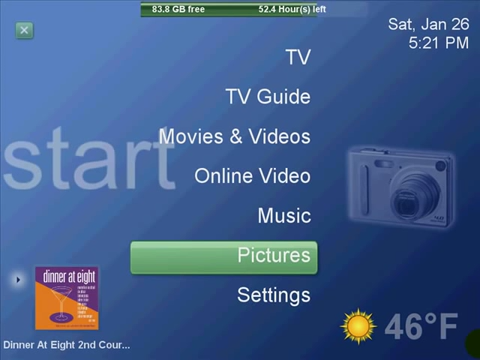 83.8 GB free 52.4 Hour(s) left
Sat, Jan 26
5:21 PM
TV
TV Guide
Movies & Videos
start
Online Video
Music
Pictures
Settings
dinner at eight
Dinner At Eight 2nd Cour...
46°F